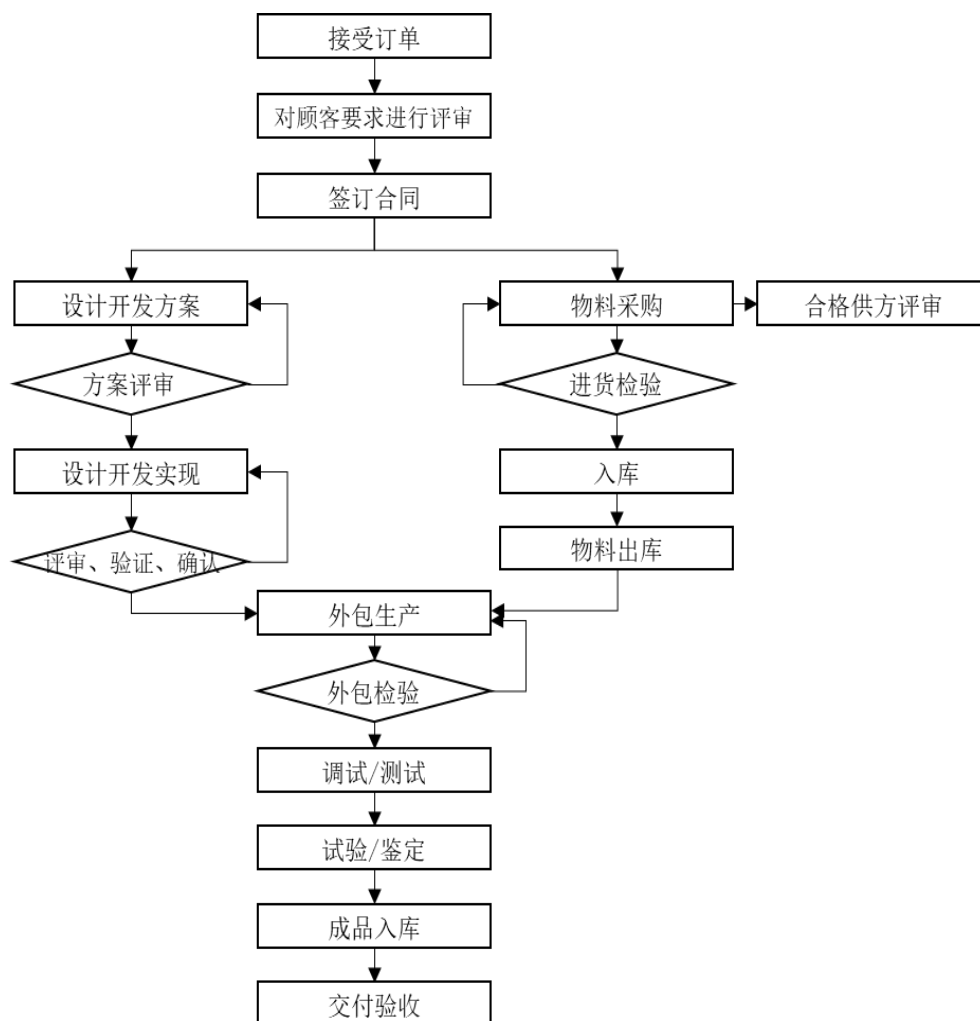 接受订单
对顾客要求进行评审
签订合同
设计开发方案
物料采购
合格供方评审
方案评审
进货检验
设计开发实现
入库
评审、验证、确认
物料出库
外包生产
外包检验
调试/测试
试验/鉴定
成品入库
交付验收